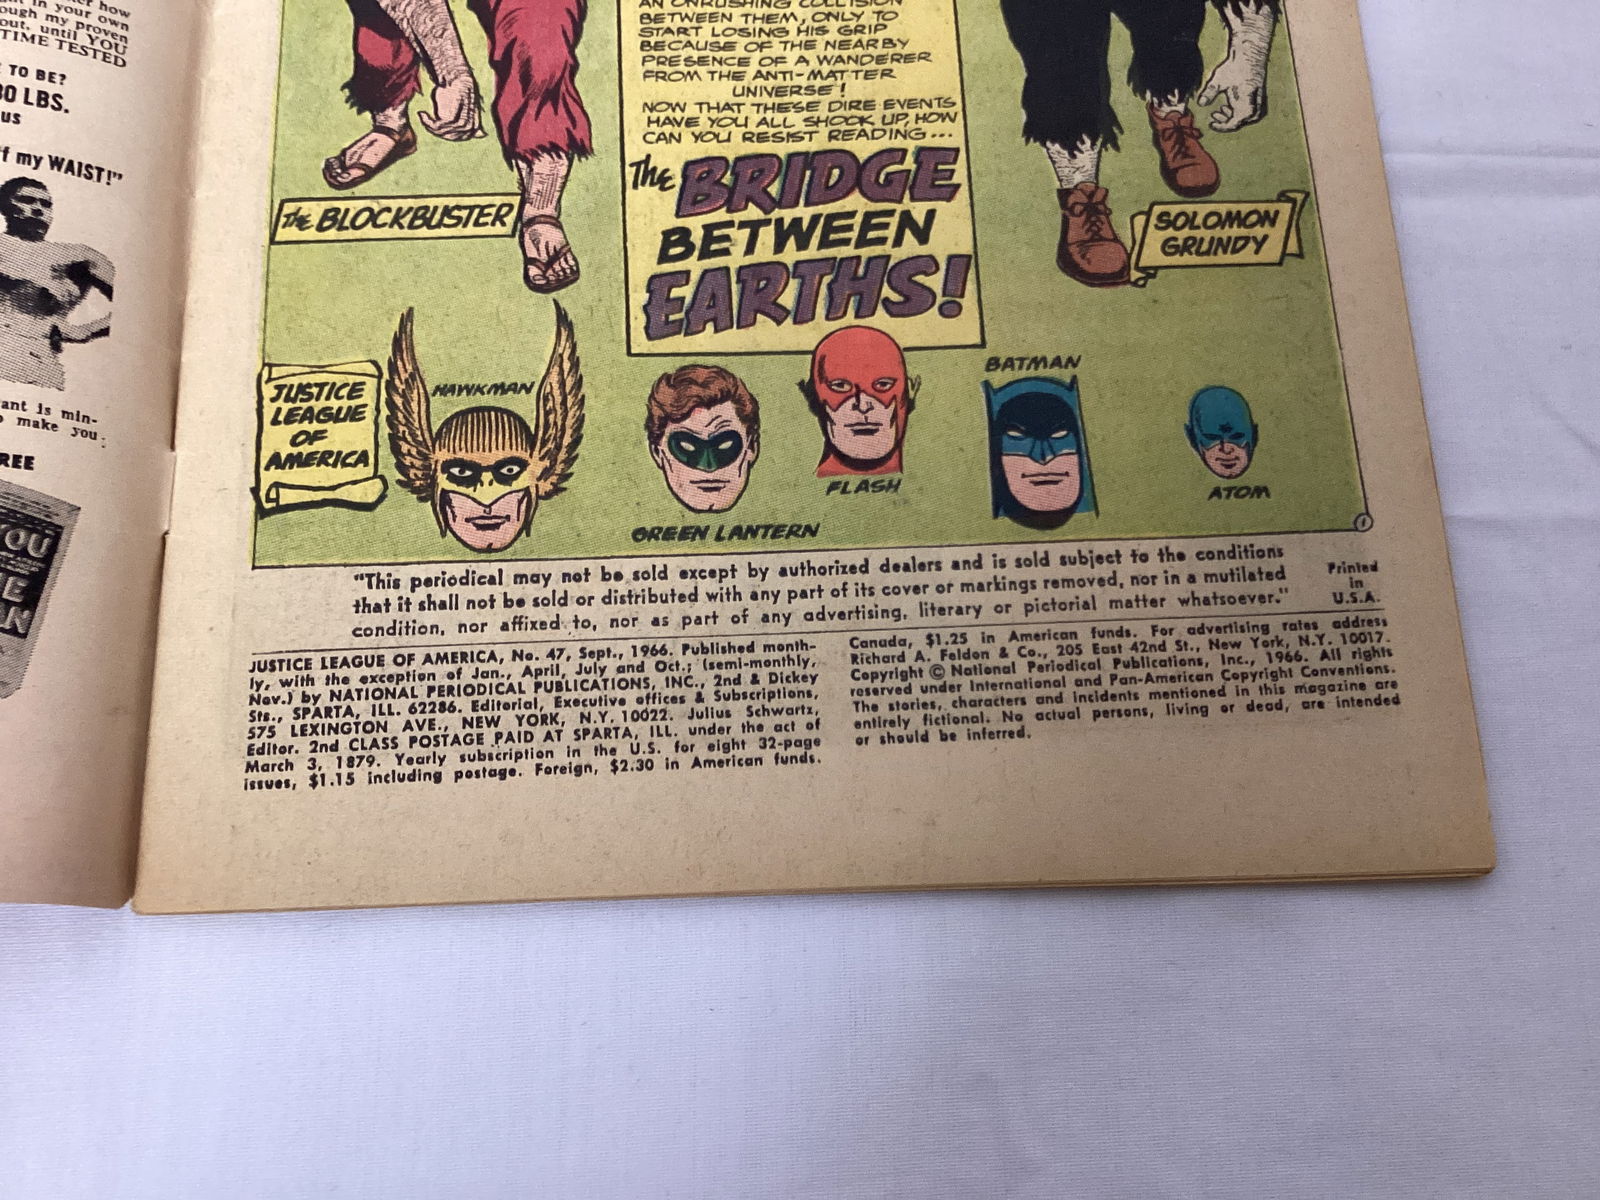 how
in your own
my proven
out, until YOU
TIME TESTED
TO BE?
LBS.
us
my WAIST!"
ant is min-
make you:
REE
YOU
AN ONRUSHING COLLISION
BETWEEN THEM, ONLY TO
START LOSING HIS GRIP
BECAUSE OF THE NEARBY
PRESENCE OF A WANDERER
FROM THE ANTI-MATTER
UNIVERSE!
NOW THAT THESE DIRE EVENTS
HAVE YOU ALL SHOOK UP, HOW
CAN YOU RESIST READING...
The BRIDGE
BETWEEN
EARTHS!
The BLOCKBUSTER
SOLOMON
GRUNDY
JUSTICE
LEAGUE
OF
AMERICA
HAWKMAN
GREEN LANTERN
FLASH
BATMAN
ATOM
1
"This periodical may not be sold except by authorized dealers and is sold subject to the conditions
that it shall not be sold or distributed with any part of its cover or markings removed, nor in a mutilated
condition, nor affixed to, nor as part of any advertising, literary or pictorial matter whatsoever."
Printed
in
U.S.A.
JUSTICE LEAGUE OF AMERICA, No. 47, Sept., 1966. Published month-
ly, with the exception of Jan., April, July and Oct.; (semi-monthly,
Nov.) by NATIONAL PERIODICAL PUBLICATIONS, INC., 2nd & Dickey
Sts., SPARTA, ILL. 62286. Editorial, Executive offices & Subscriptions,
575 LEXINGTON AVE., NEW YORK, N.Y. 10022. Julius Schwartz,
Editor. 2nd CLASS POSTAGE PAID AT SPARTA, ILL. under the act of
March 3, 1879. Yearly subscription in the U.S. for eight 32-page
issues, $1.15 including postage. Foreign, $2.30 in American funds.
Canada, $1.25 in American funds. For advertising rates address
Richard A. Feldon & Co., 205 East 42nd St., New York, N.Y. 10017.
Copyright © National Periodical Publications, Inc., 1966. All rights
reserved under International and Pan-American Copyright Conventions.
The stories, characters and incidents mentioned in this magazine are
entirely fictional. No actual persons, living or dead, are intended
or should be inferred.